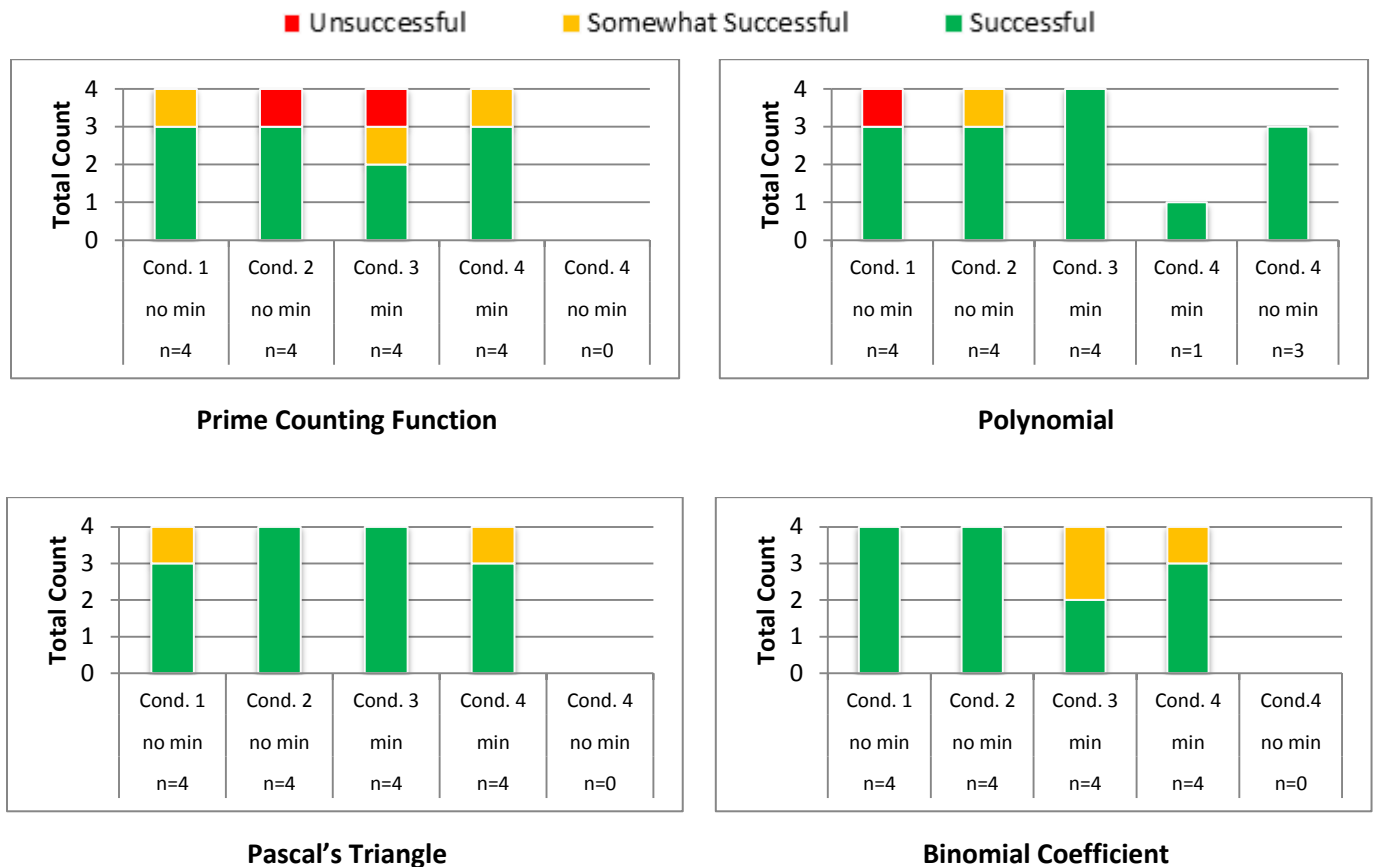 Unsuccessful Somewhat Successful Successful
Total Count
4
3
2
1
0
Cond. 1 Cond. 2 Cond. 3 Cond. 4 Cond. 4
no min no min min min no min
n=4 n=4 n=4 n=4 n=0
Prime Counting Function
Total Count
4
3
2
1
0
Cond. 1 Cond. 2 Cond. 3 Cond. 4 Cond. 4
no min no min min min no min
n=4 n=4 n=4 n=1 n=3
Polynomial
Total Count
4
3
2
1
0
Cond. 1 Cond. 2 Cond. 3 Cond. 4 Cond. 4
no min no min min min no min
n=4 n=4 n=4 n=4 n=0
Pascal's Triangle
Total Count
4
3
2
1
0
Cond. 1 Cond. 2 Cond. 3 Cond. 4 Cond.4
no min no min min min no min
n=4 n=4 n=4 n=4 n=0
Binomial Coefficient